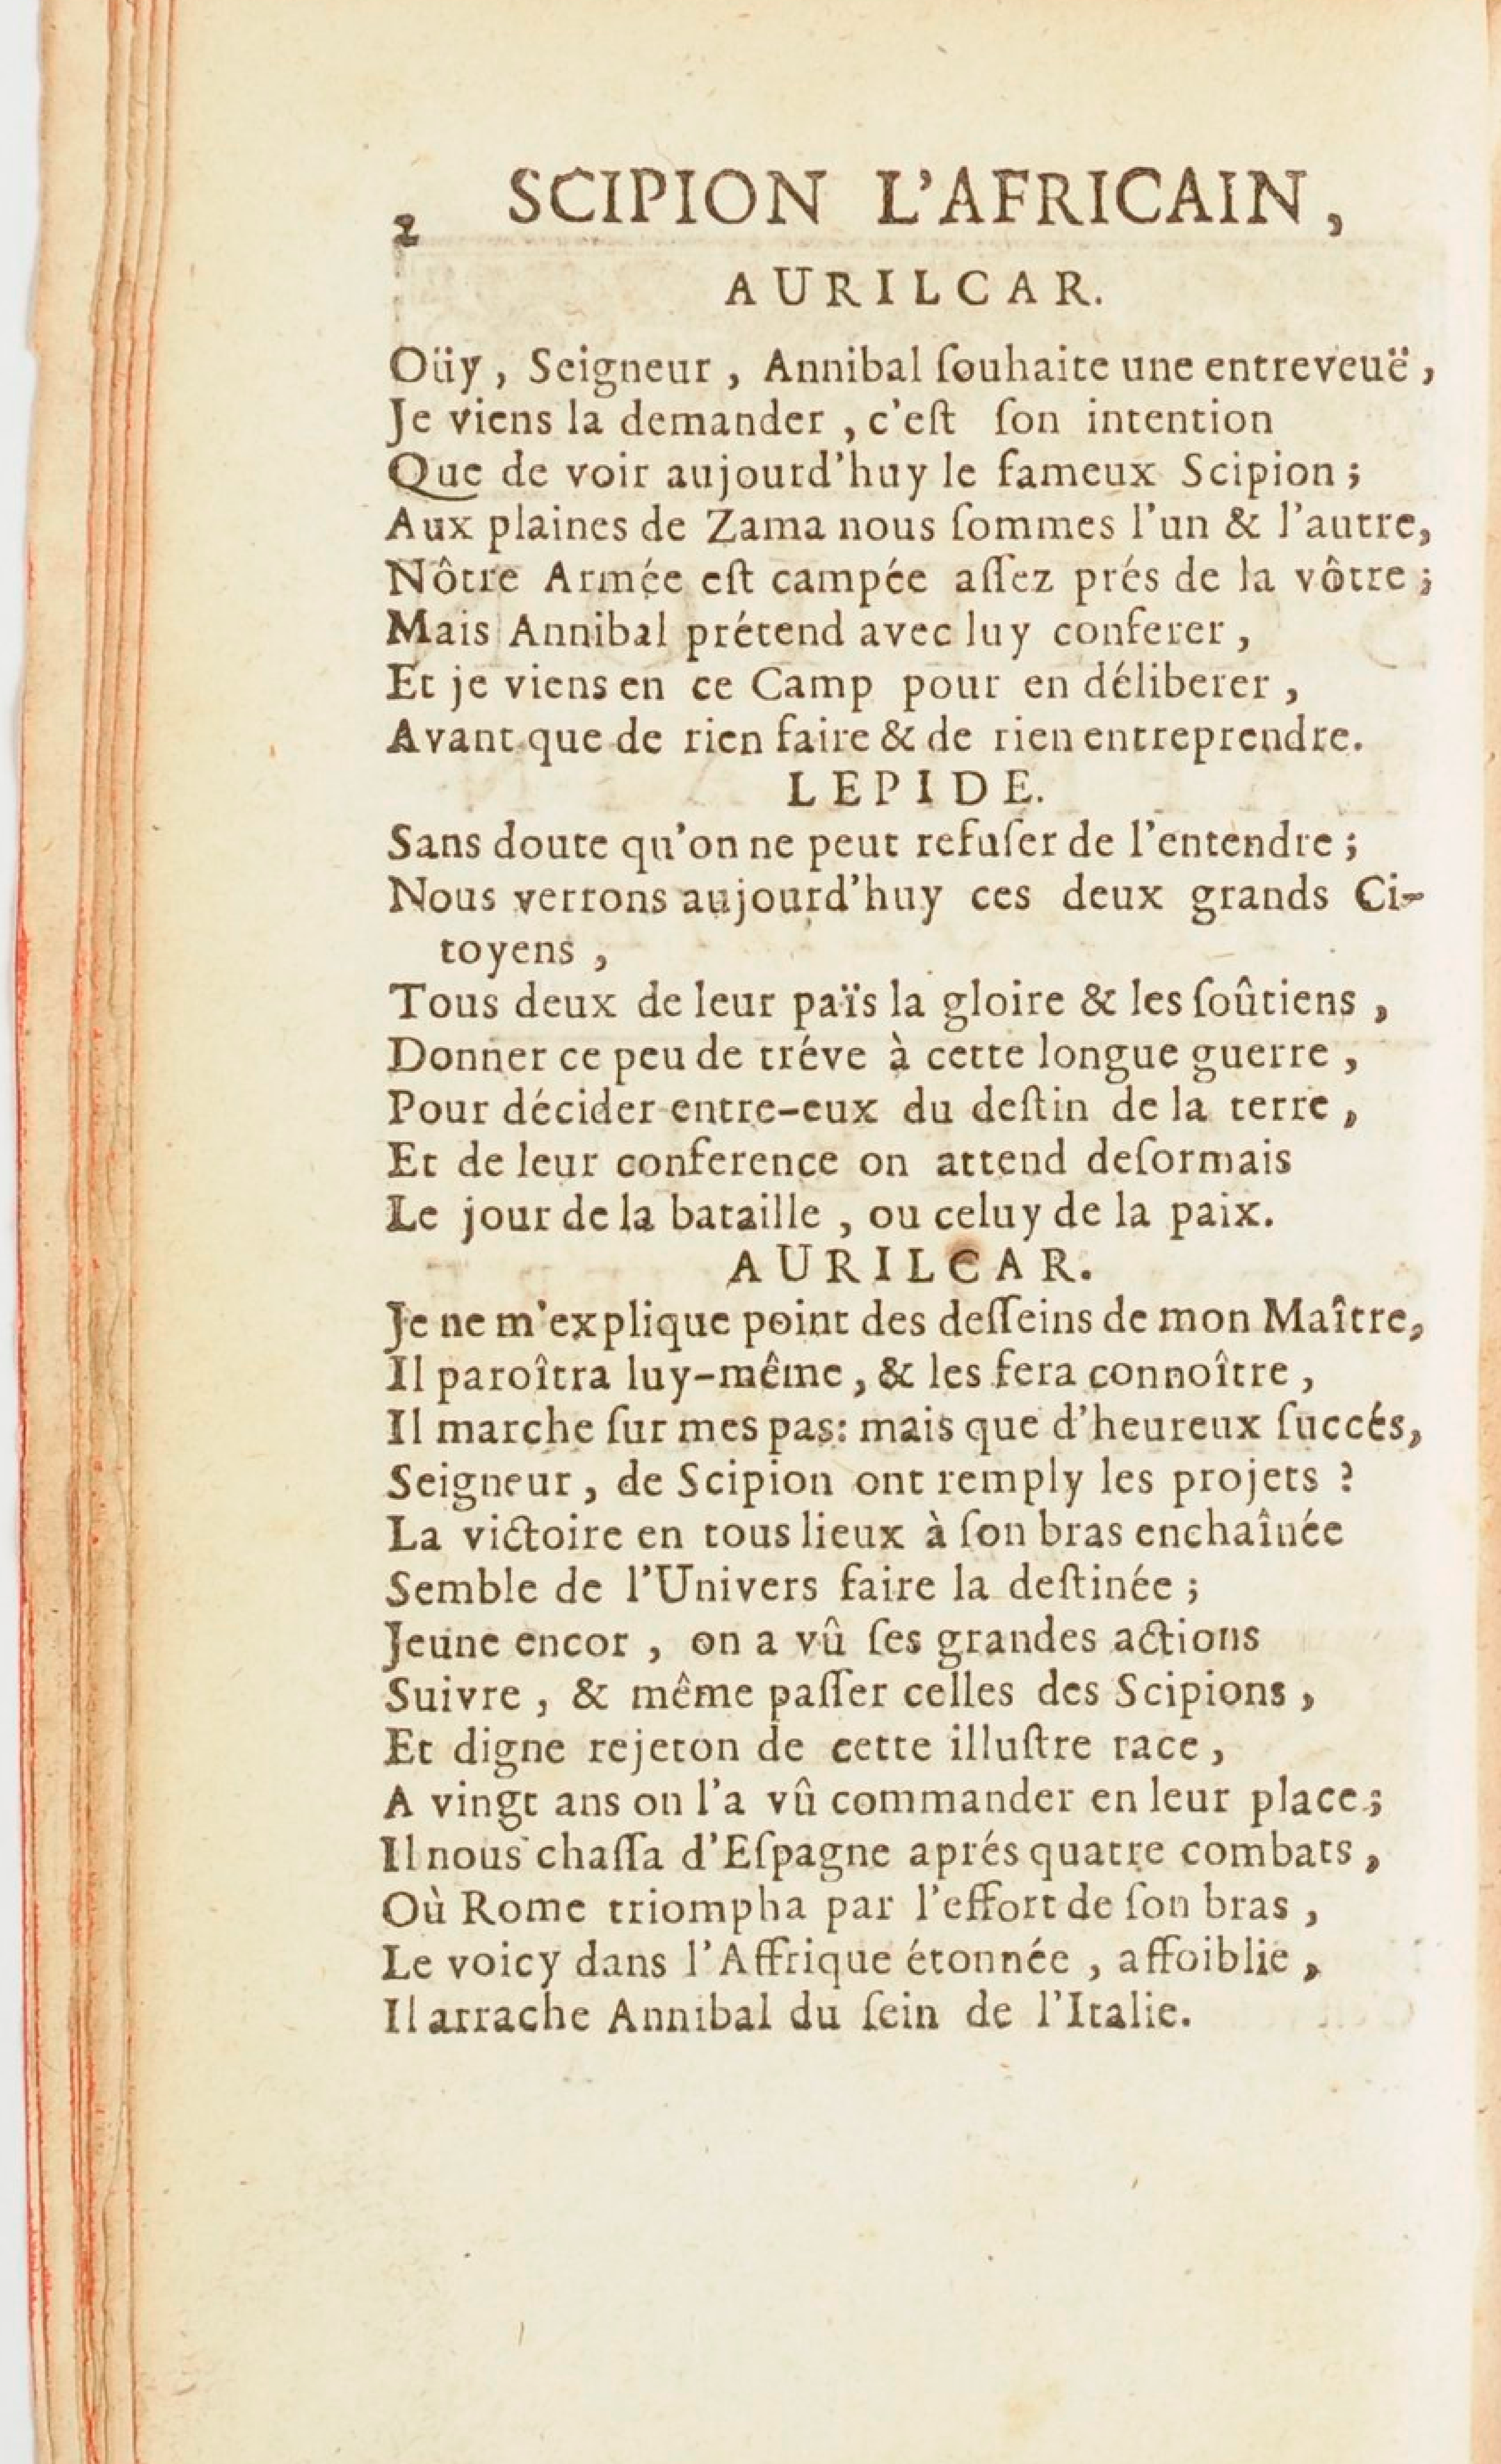 2 SCIPION L'AFRICAIN,
AURILCAR.
Oüy, Seigneur, Annibal ſouhaite une entreveuë,
Je viens la demander, c'eſt ſon intention
Que de voir aujourd'huy le fameux Scipion;
Aux plaines de Zama nous ſommes l'un & l'autre,
Nôtre Armée eſt campée aſſez prés de la vôtre;
Mais Annibal prétend avec luy conferer,
Et je viens en ce Camp pour en déliberer,
Avant que de rien faire & de rien entreprendre.
LEPIDE.
Sans doute qu'on ne peut refuſer de l'entendre;
Nous verrons aujourd'huy ces deux grands Ci-
toyens,
Tous deux de leur païs la gloire & les ſoûtiens,
Donner ce peu de tréve à cette longue guerre,
Pour décider entre-eux du deſtin de la terre,
Et de leur conference on attend deſormais
Le jour de la bataille, ou celuy de la paix.
AURILCAR.
Je ne m'explique point des deſſeins de mon Maître,
Il paroîtra luy-même, & les fera connoître,
Il marche ſur mes pas: mais que d'heureux ſuccés,
Seigneur, de Scipion ont remply les projets?
La victoire en tous lieux à ſon bras enchaînée
Semble de l'Univers faire la deſtinée;
Jeune encor, on a vû ſes grandes actions
Suivre, & même paſſer celles des Scipions,
Et digne rejeton de cette illuſtre race,
A vingt ans on l'a vû commander en leur place;
Il nous chaſſa d'Eſpagne aprés quatre combats,
Où Rome triompha par l'effort de ſon bras,
Le voicy dans l'Affrique étonnée, affoiblie,
Il arrache Annibal du ſein de l'Italie.